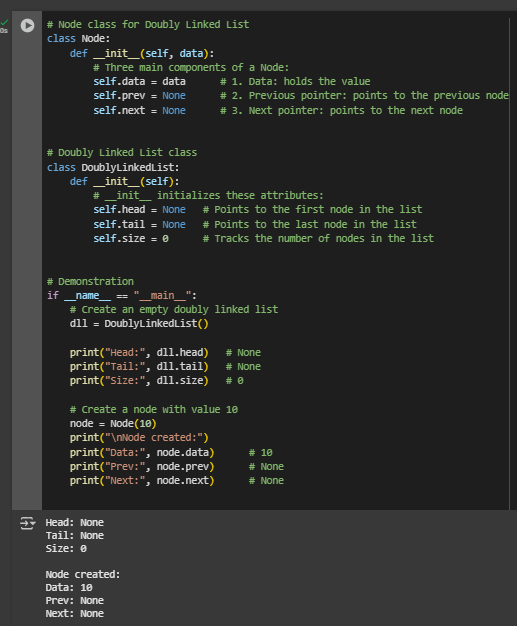 0s
# Node class for Doubly Linked List
class Node:
    def __init__(self, data):
        # Three main components of a Node:
        self.data = data      # 1. Data: holds the value
        self.prev = None      # 2. Previous pointer: points to the previous node
        self.next = None      # 3. Next pointer: points to the next node
# Doubly Linked List class
class DoublyLinkedList:
    def __init__(self):
        # __init__ initializes these attributes:
        self.head = None   # Points to the first node in the list
        self.tail = None   # Points to the last node in the list
        self.size = 0      # Tracks the number of nodes in the list
# Demonstration
if __name__ == "__main__":
    # Create an empty doubly linked list
    dll = DoublyLinkedList()
    print("Head:", dll.head)   # None
    print("Tail:", dll.tail)   # None
    print("Size:", dll.size)   # 0
    # Create a node with value 10
    node = Node(10)
    print("\nNode created:")
    print("Data:", node.data)      # 10
    print("Prev:", node.prev)      # None
    print("Next:", node.next)      # None
Head: None
Tail: None
Size: 0
Node created:
Data: 10
Prev: None
Next: None